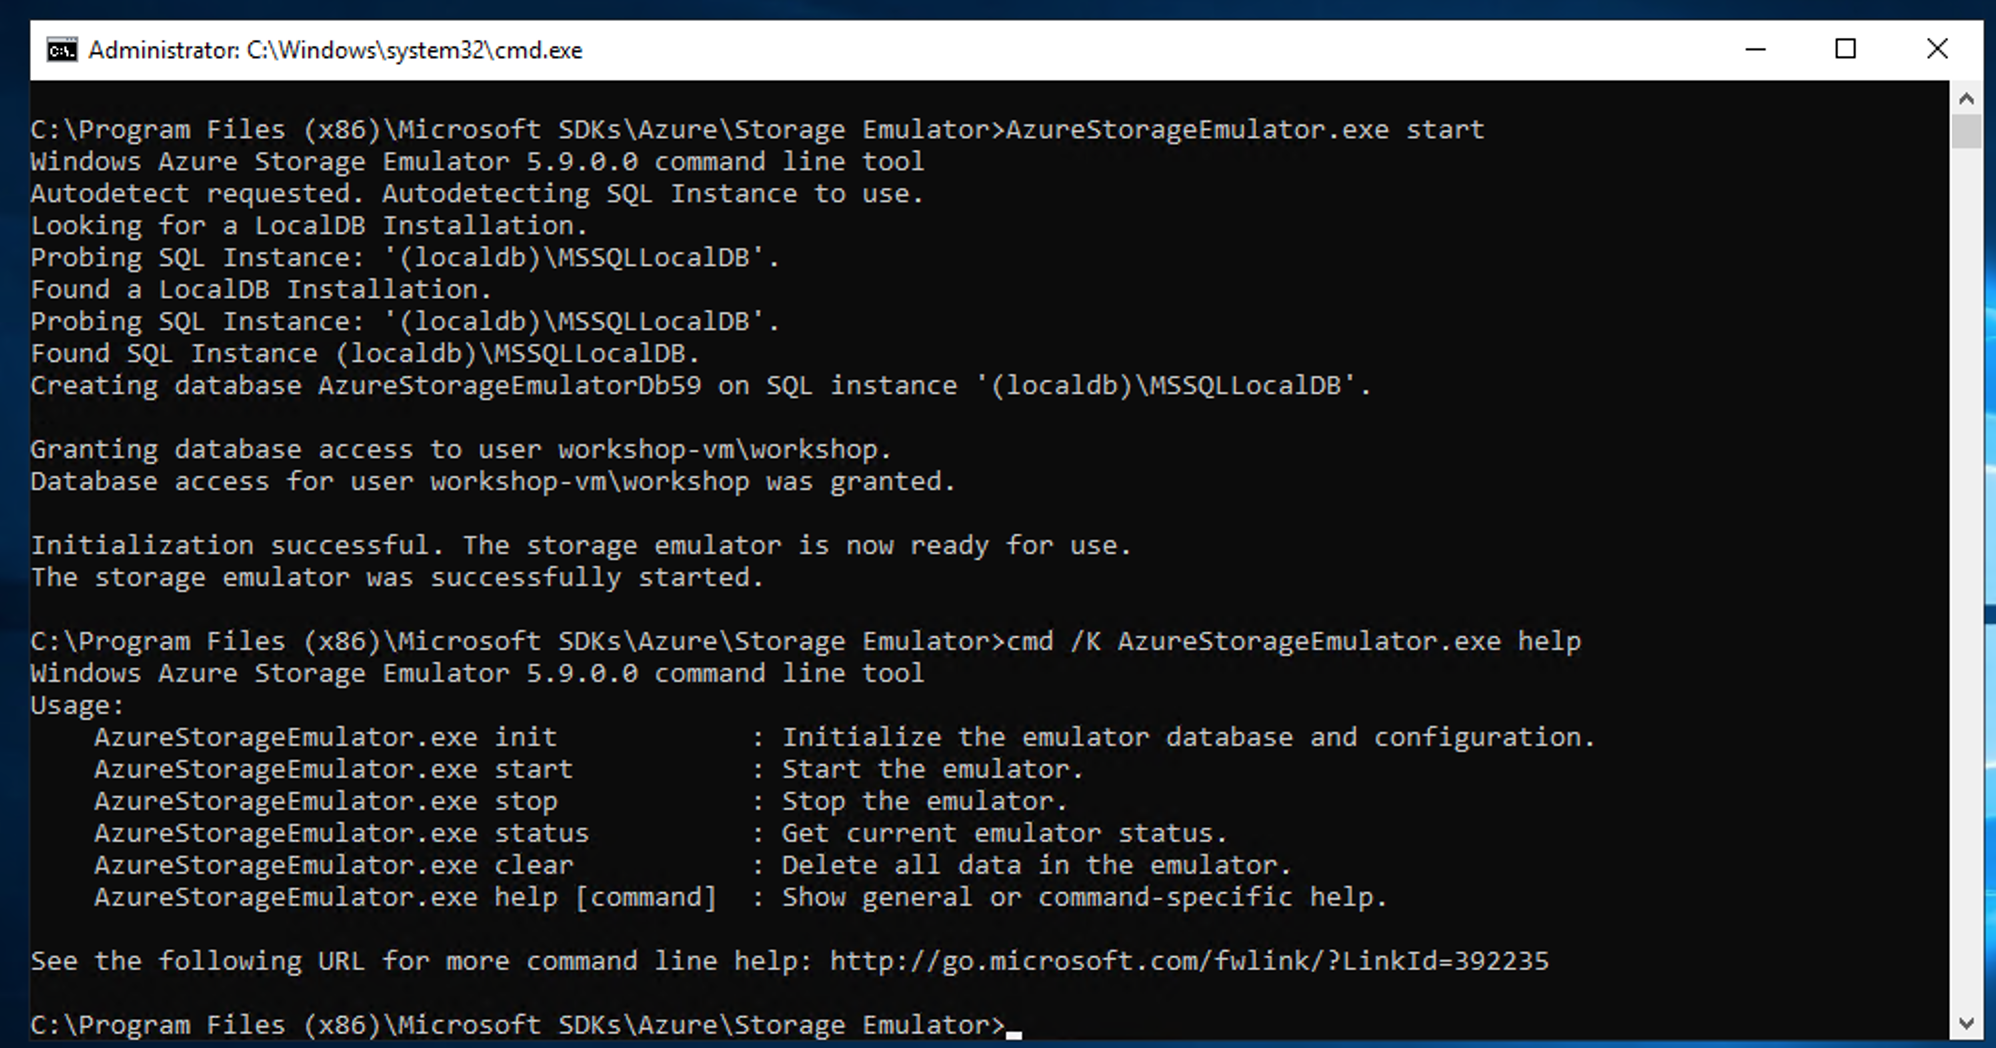 Administrator: C:\Windows\system32\cmd.exe
C:\Program Files (x86)\Microsoft SDKs\Azure\Storage Emulator>AzureStorageEmulator.exe start
Windows Azure Storage Emulator 5.9.0.0 command line tool
Autodetect requested. Autodetecting SQL Instance to use.
Looking for a LocalDB Installation.
Probing SQL Instance: '(localdb)\MSSQLLocalDB'.
Found a LocalDB Installation.
Probing SQL Instance: '(localdb)\MSSQLLocalDB'.
Found SQL Instance (localdb)\MSSQLLocalDB.
Creating database AzureStorageEmulatorDb59 on SQL instance '(localdb)\MSSQLLocalDB'.
Granting database access to user workshop-vm\workshop.
Database access for user workshop-vm\workshop was granted.
Initialization successful. The storage emulator is now ready for use.
The storage emulator was successfully started.
C:\Program Files (x86)\Microsoft SDKs\Azure\Storage Emulator>cmd /K AzureStorageEmulator.exe help
Windows Azure Storage Emulator 5.9.0.0 command line tool
Usage:
    AzureStorageEmulator.exe init            : Initialize the emulator database and configuration.
    AzureStorageEmulator.exe start           : Start the emulator.
    AzureStorageEmulator.exe stop            : Stop the emulator.
    AzureStorageEmulator.exe status          : Get current emulator status.
    AzureStorageEmulator.exe clear           : Delete all data in the emulator.
    AzureStorageEmulator.exe help [command]  : Show general or command-specific help.
See the following URL for more command line help: http://go.microsoft.com/fwlink/?LinkId=392235
C:\Program Files (x86)\Microsoft SDKs\Azure\Storage Emulator>